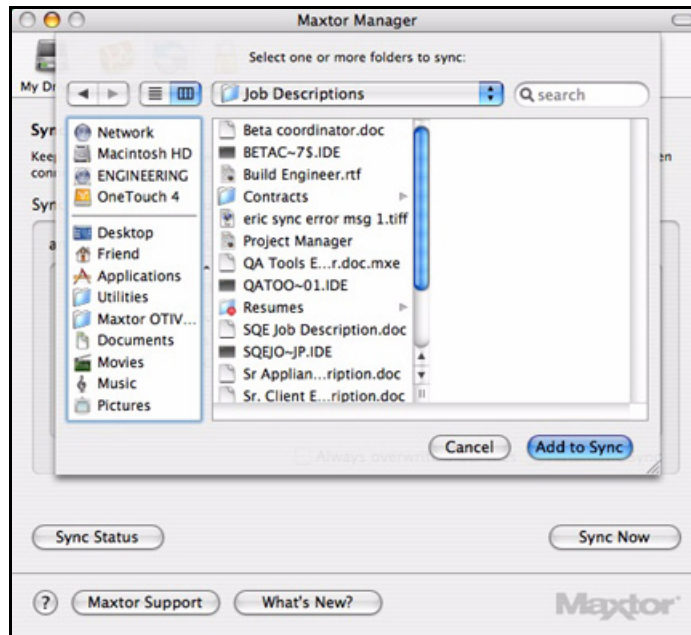 Maxtor Manager
Select one or more folders to sync:
My Dr
Job Descriptions
search
Syn
Keep
en
conn
Syn
a
Network
Macintosh HD
ENGINEERING
OneTouch 4
Desktop
Friend
Applications
Utilities
Maxtor OTIV...
Documents
Movies
Music
Pictures
Beta coordinator.doc
BETAC~7$.IDE
Build Engineer.rtf
Contracts
eric sync error msg 1.tiff
Project Manager
QA Tools E...r.doc.mxe
QATOO~01.IDE
Resumes
SQE Job Description.doc
SQEJO~JP.IDE
Sr Applian...ription.doc
Sr. Client E...ription.doc
Cancel
Add to Sync
Always overwrit
Sync Status
Sync Now
?
Maxtor Support
What's New?
Maxtor